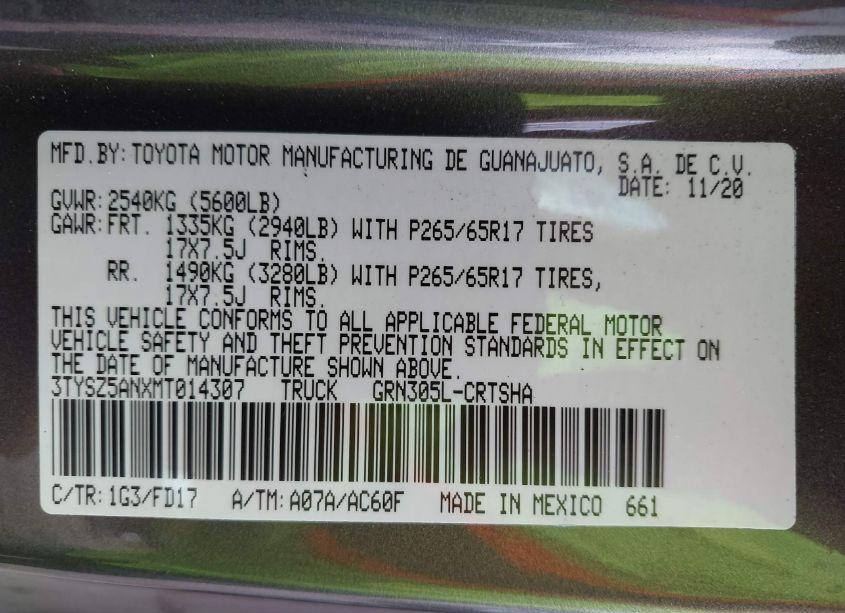 MFD.BY:TOYOTA MOTOR MANUFACTURING DE GUANAJUATO, S.A. DE C.V.
DATE: 11/20
GVWR:2540KG (5600LB)
GAWR:FRT. 1335KG (2940LB) WITH P265/65R17 TIRES
17X7.5J RIMS.
RR. 1490KG (3280LB) WITH P265/65R17 TIRES,
17X7.5J RIMS.
THIS VEHICLE CONFORMS TO ALL APPLICABLE FEDERAL MOTOR
VEHICLE SAFETY AND THEFT PREVENTION STANDARDS IN EFFECT ON
THE DATE OF MANUFACTURE SHOWN ABOVE.
3TYSZ5ANXMT014307 TRUCK GRN305L-CRTSHA
C/TR:1G3/FD17 A/TM:A07A/AC60F MADE IN MEXICO 661